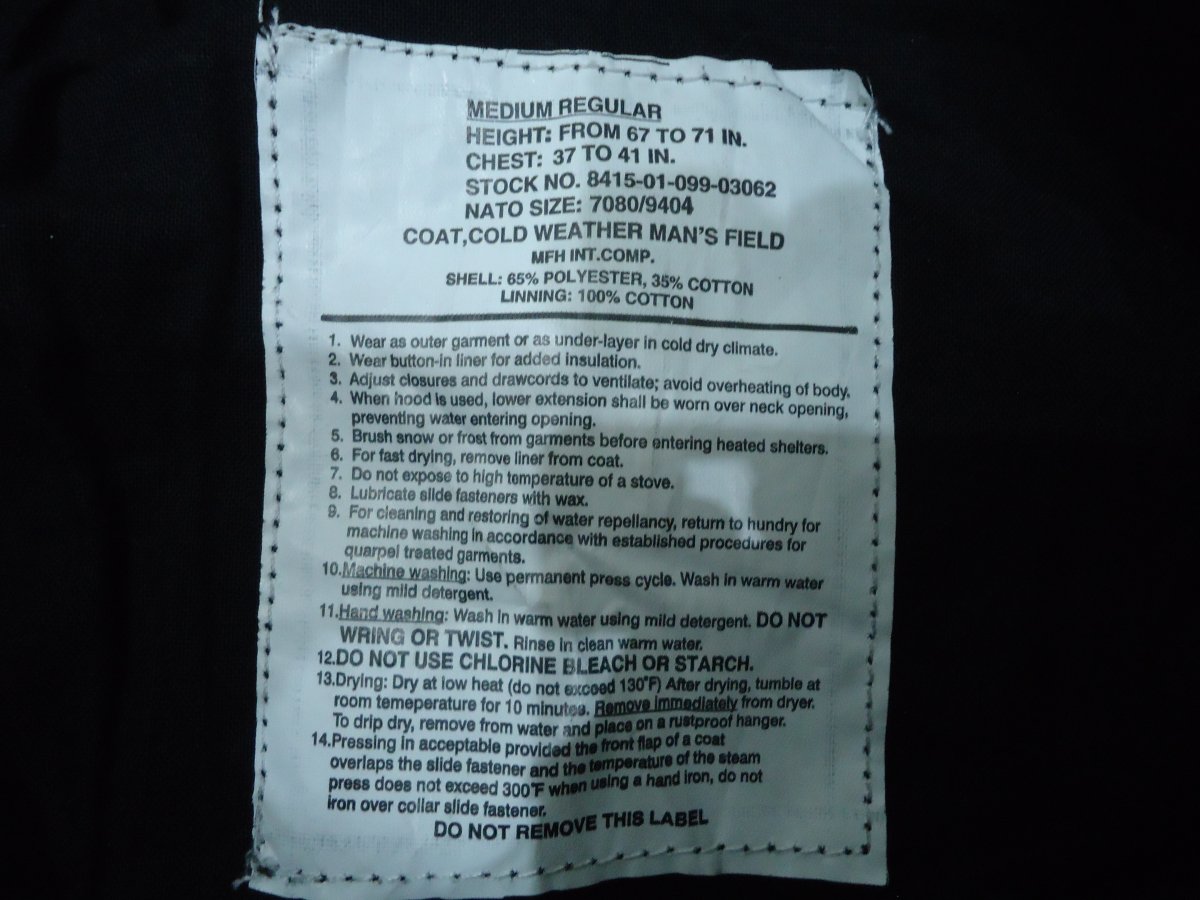 MEDIUM REGULAR
HEIGHT: FROM 67 TO 71 IN.
CHEST: 37 TO 41 IN.
STOCK NO. 8415-01-099-03062
NATO SIZE: 7080/9404
COAT,COLD WEATHER MAN'S FIELD
MFH INT.COMP.
SHELL: 65% POLYESTER, 35% COTTON
LINNING: 100% COTTON
1. Wear as outer garment or as under-layer in cold dry climate.
2. Wear button-in liner for added insulation.
3. Adjust closures and drawcords to ventilate; avoid overheating of body.
4. When hood is used, lower extension shall be worn over neck opening,
preventing water entering opening.
5. Brush snow or frost from garments before entering heated shelters.
6. For fast drying, remove liner from coat.
7. Do not expose to high temperature of a stove.
8. Lubricate slide fasteners with wax.
9. For cleaning and restoring of water repellancy, return to hundry for
machine washing in accordance with established procedures for
quarpel treated garments.
10.Machine washing: Use permanent press cycle. Wash in warm water
using mild detergent.
11.Hand washing: Wash in warm water using mild detergent. DO NOT
WRING OR TWIST. Rinse in clean warm water.
12.DO NOT USE CHLORINE BLEACH OR STARCH.
13.Drying: Dry at low heat (do not exceed 130°F) After drying, tumble at
room temeperature for 10 minutes. Remove immediately from dryer.
To drip dry, remove from water and place on a rustproof hanger.
14.Pressing in acceptable provided the front flap of a coat
overlaps the slide fastener and the temperature of the steam
press does not exceed 300°F when using a hand iron, do not
iron over collar slide fastener.
DO NOT REMOVE THIS LABEL